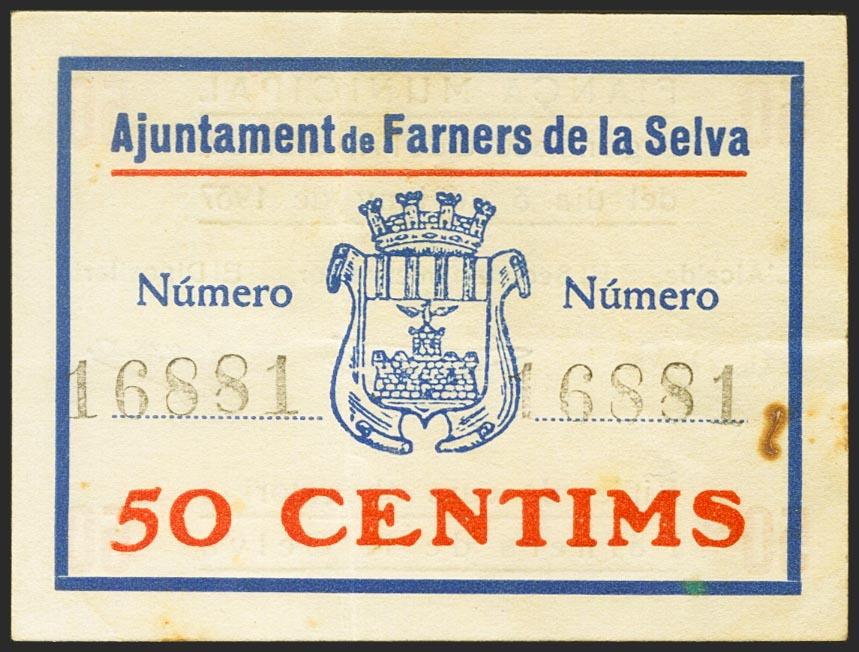 Ajuntament de Farners de la Selva
Número Número
16881 16881
50 CENTIMS